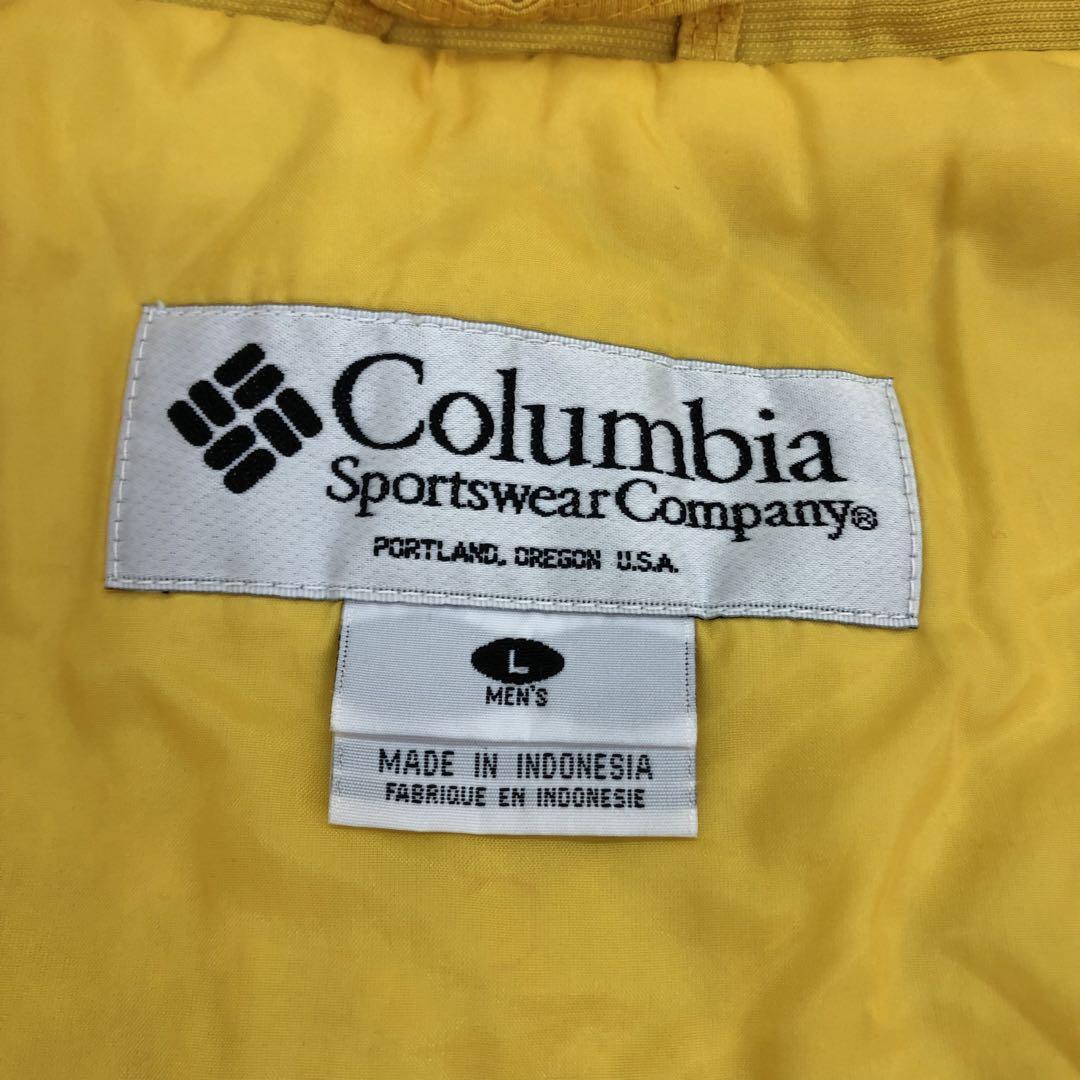 Columbia
Sportswear Company®
PORTLAND, OREGON U.S.A.
L
MEN'S
MADE IN INDONESIA
FABRIQUE EN INDONESIE